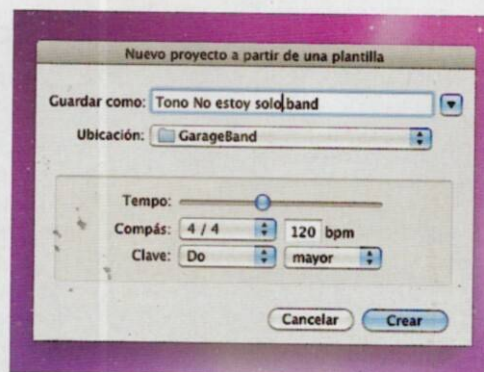 Nuevo proyecto a partir de una plantilla
Guardar como: Tono No estoy solo.band
Ubicación: GarageBand
Tempo:
Compás: 4 / 4 120 bpm
Clave: Do mayor
Cancelar Crear